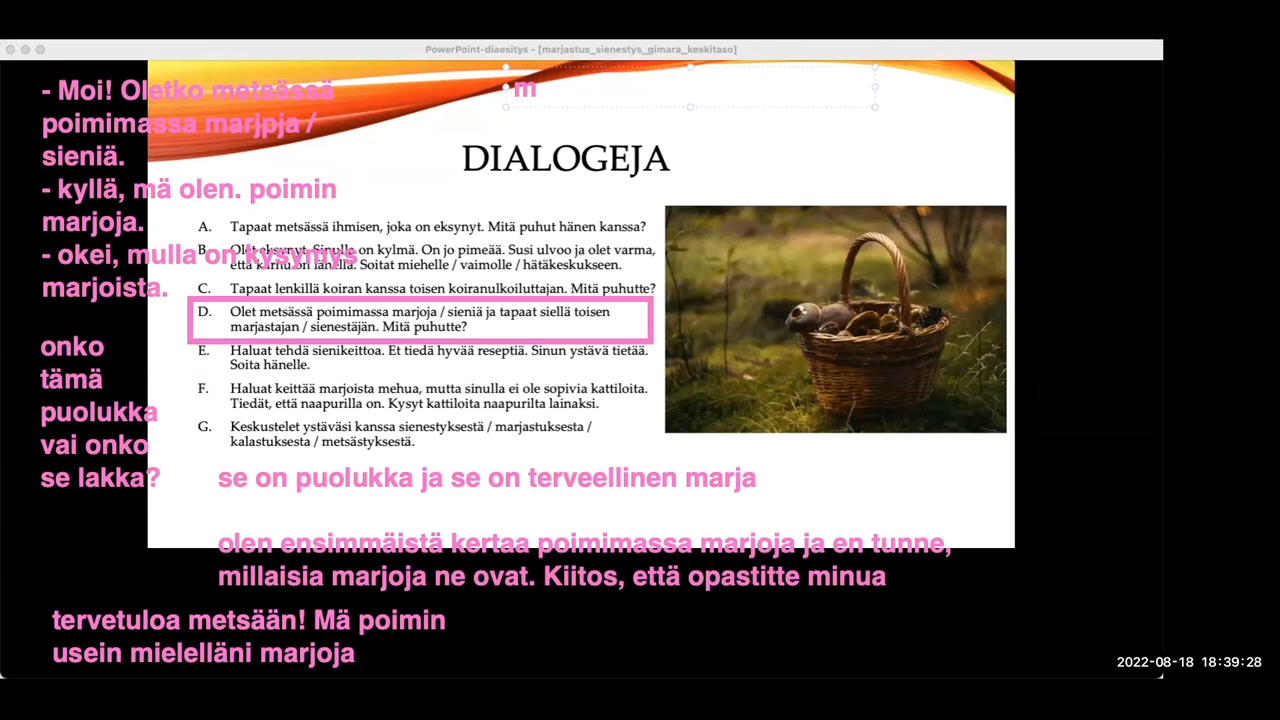 PowerPoint-diaesitys - [marjastus_sienestys_gimara_keskitaso]
- Moi! Oletko metsässä
poimimassa marjpja /
sieniä.
- kyllä, mä olen. poimin
marjoja.
- okei, mulla on kysymys
marjoista.
m
DIALOGEJA
A. Tapaat metsässä ihmisen, joka on eksynyt. Mitä puhut hänen kanssa?
B. Olet eksynyt. Sinulle on kylmä. On jo pimeää. Susi ulvoo ja olet varma,
että karhu on lähellä. Soitat miehelle / vaimolle / hätäkeskukseen.
C. Tapaat lenkillä koiran kanssa toisen koiranulkoiluttajan. Mitä puhutte?
D. Olet metsässä poimimassa marjoja / sieniä ja tapaat siellä toisen
marjastajan / sienestäjän. Mitä puhutte?
E. Haluat tehdä sienikeittoa. Et tiedä hyvää reseptiä. Sinun ystävä tietää.
Soita hänelle.
F. Haluat keittää marjoista mehua, mutta sinulla ei ole sopivia kattiloita.
Tiedät, että naapurilla on. Kysyt kattiloita naapurilta lainaksi.
G. Keskustelet ystäväsi kanssa sienestyksestä / marjastuksesta /
kalastuksesta / metsästyksestä.
onko
tämä
puolukka
vai onko
se lakka?
se on puolukka ja se on terveellinen marja
olen ensimmäistä kertaa poimimassa marjoja ja en tunne,
millaisia marjoja ne ovat. Kiitos, että opastitte minua
tervetuloa metsään! Mä poimin
usein mielelläni marjoja
2022-08-18 18:39:28